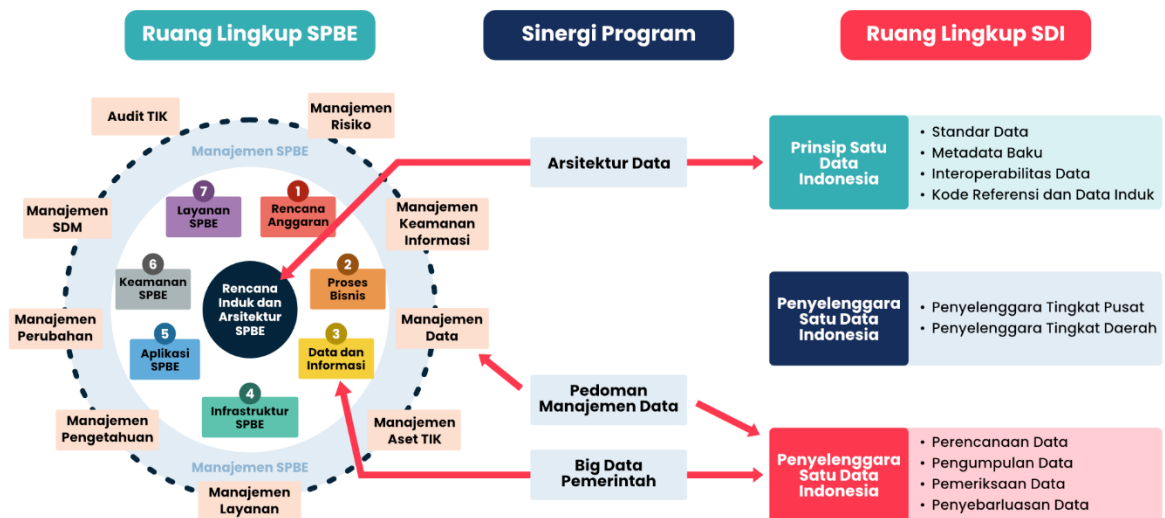 Ruang Lingkup SPBE
Sinergi Program
Ruang Lingkup SDI
Audit TIK
Manajemen
Risiko
Manajemen SPBE
Manajemen
SDM
Manajemen
Keamanan
Informasi
7
Layanan
SPBE
1
Rencana
Anggaran
6
Keamanan
SPBE
Rencana
Induk dan
Arsitektur
SPBE
2
Proses
Bisnis
Manajemen
Perubahan
5
Aplikasi
SPBE
3
Data dan
Informasi
Manajemen
Data
4
Infrastruktur
SPBE
Manajemen
Pengetahuan
Manajemen
Aset TIK
Manajemen SPBE
Manajemen
Layanan
Arsitektur Data
Pedoman
Manajemen Data
Big Data
Pemerintah
Prinsip Satu
Data
Indonesia
• Standar Data
• Metadata Baku
• Interoperabilitas Data
• Kode Referensi dan Data Induk
Penyelenggara
Satu Data
Indonesia
• Penyelenggara Tingkat Pusat
• Penyelenggara Tingkat Daerah
Penyelenggara
Satu Data
Indonesia
• Perencanaan Data
• Pengumpulan Data
• Pemeriksaan Data
• Penyebarluasan Data